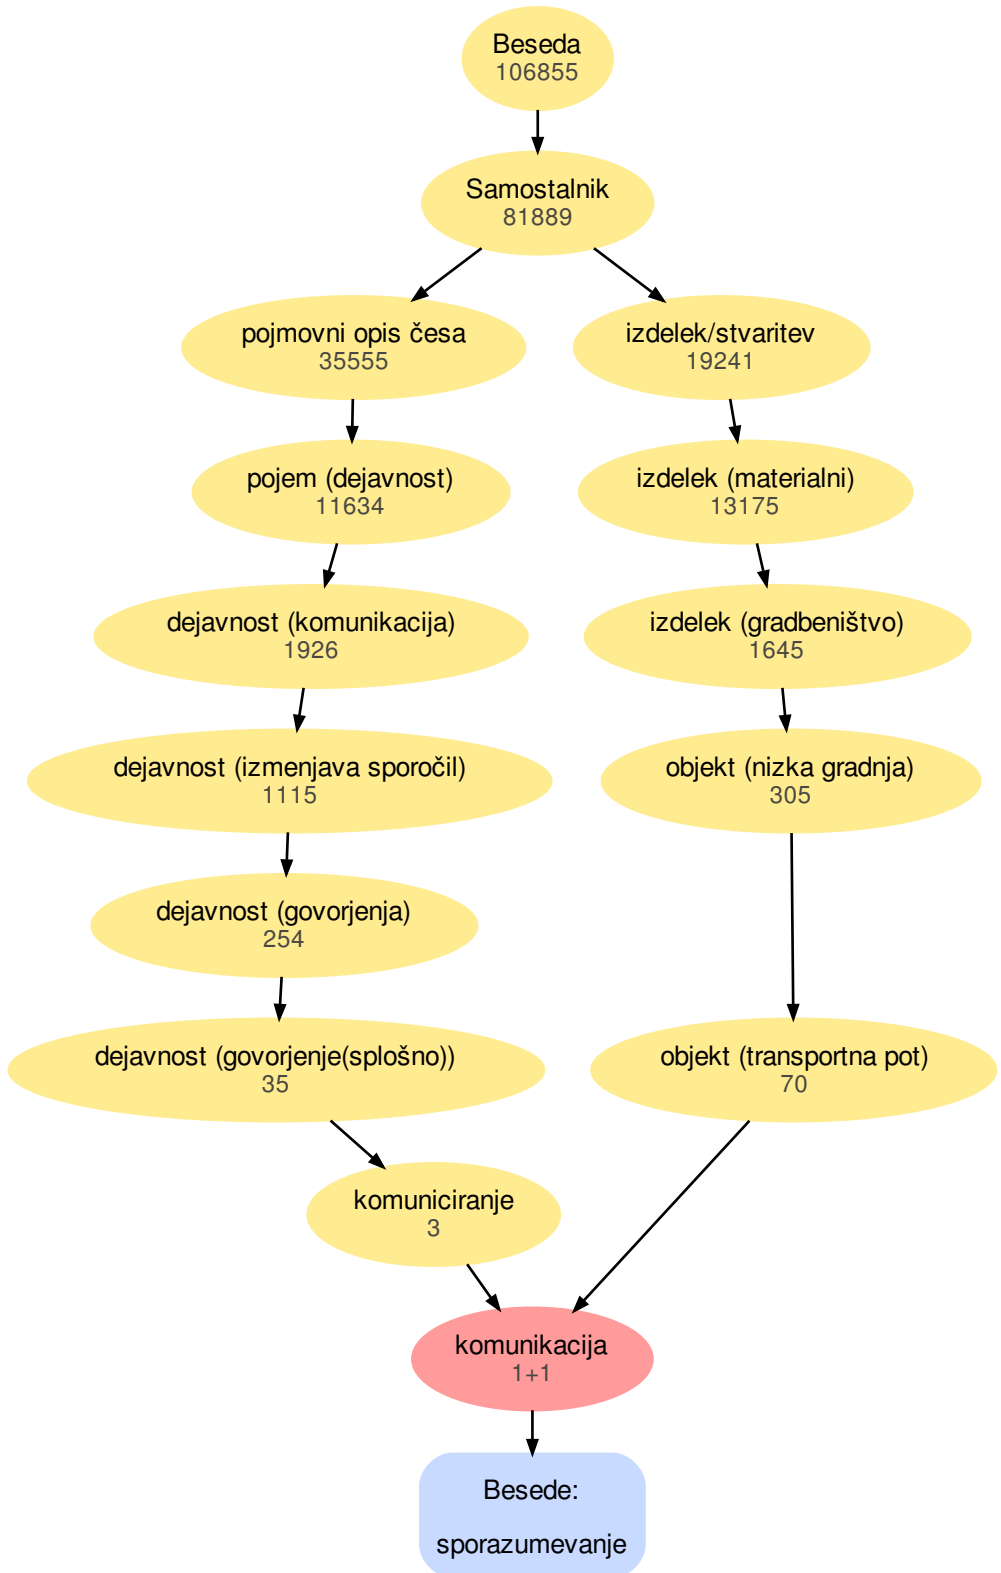 Beseda
106855
Samostalnik
81889
pojmovni opis česa
35555
izdelek/stvaritev
19241
pojem (dejavnost)
11634
izdelek (materialni)
13175
dejavnost (komunikacija)
1926
izdelek (gradbeništvo)
1645
dejavnost (izmenjava sporočil)
1115
objekt (nizka gradnja)
305
dejavnost (govorjenja)
254
dejavnost (govorjenje(splošno))
35
objekt (transportna pot)
70
komuniciranje
3
komunikacija
1+1
Besede:
sporazumevanje